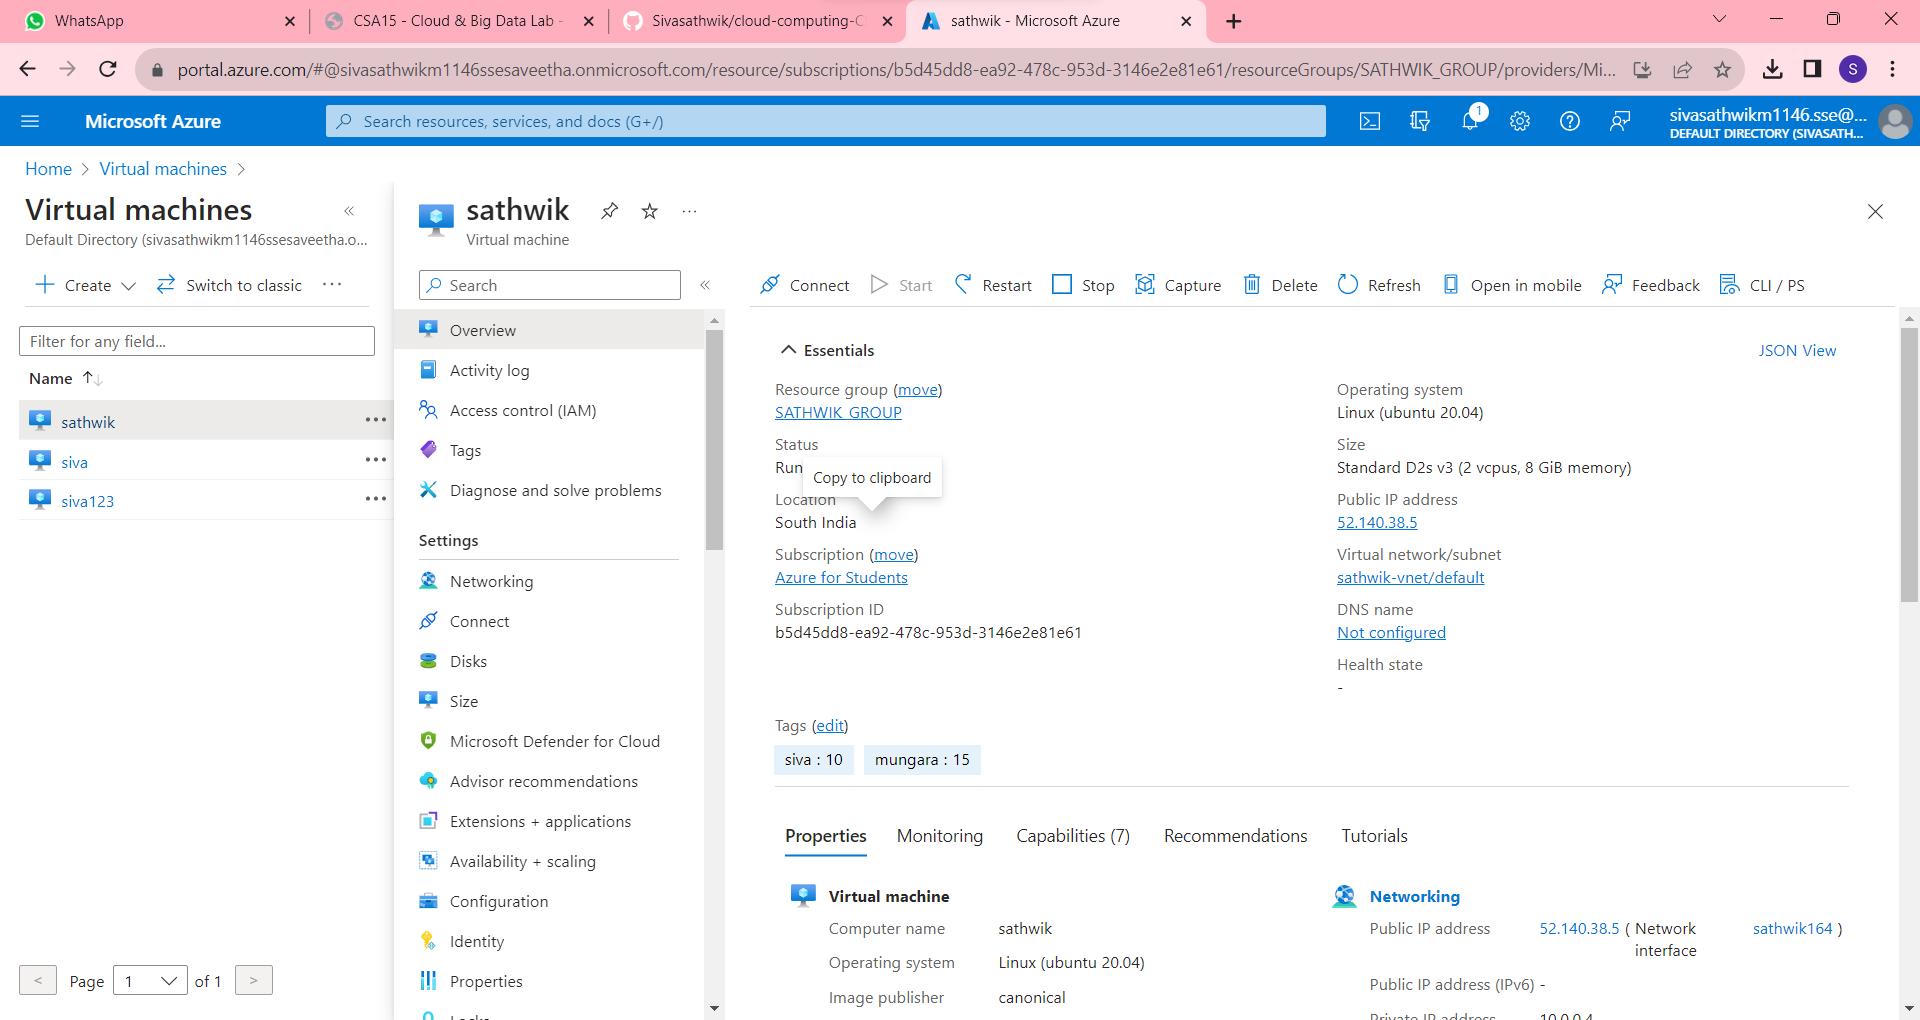 WhatsApp
CSA15 - Cloud & Big Data Lab -
Sivasathwik/cloud-computing-C
sathwik - Microsoft Azure
portal.azure.com/#@sivasathwikm1146ssesaveetha.onmicrosoft.com/resource/subscriptions/b5d45dd8-ea92-478c-953d-3146e2e81e61/resourceGroups/SATHWIK_GROUP/providers/Mi...
S
Microsoft Azure
Search resources, services, and docs (G+/)
1
sivasathwikm1146.sse@...
DEFAULT DIRECTORY (SIVASATH...
Home > Virtual machines >
Virtual machines
Default Directory (sivasathwikm1146ssesaveetha.o...
Create
Switch to classic
Filter for any field...
Name
sathwik
siva
siva123
< Page 1 of 1 >
sathwik
Virtual machine
Search
Overview
Activity log
Access control (IAM)
Tags
Diagnose and solve problems
Settings
Networking
Connect
Disks
Size
Microsoft Defender for Cloud
Advisor recommendations
Extensions + applications
Availability + scaling
Configuration
Identity
Properties
Connect Start Restart Stop Capture Delete Refresh Open in mobile Feedback CLI / PS
Essentials
JSON View
Resource group (move)
SATHWIK_GROUP
Status
Run
Copy to clipboard
Location
South India
Subscription (move)
Azure for Students
Subscription ID
b5d45dd8-ea92-478c-953d-3146e2e81e61
Operating system
Linux (ubuntu 20.04)
Size
Standard D2s v3 (2 vcpus, 8 GiB memory)
Public IP address
52.140.38.5
Virtual network/subnet
sathwik-vnet/default
DNS name
Not configured
Health state
-
Tags (edit)
siva : 10 mungara : 15
Properties Monitoring Capabilities (7) Recommendations Tutorials
Virtual machine
Computer name sathwik
Operating system Linux (ubuntu 20.04)
Image publisher canonical
Networking
Public IP address 52.140.38.5 ( Network interface sathwik164 )
Public IP address (IPv6) -
Private IP address 10.0.0.4